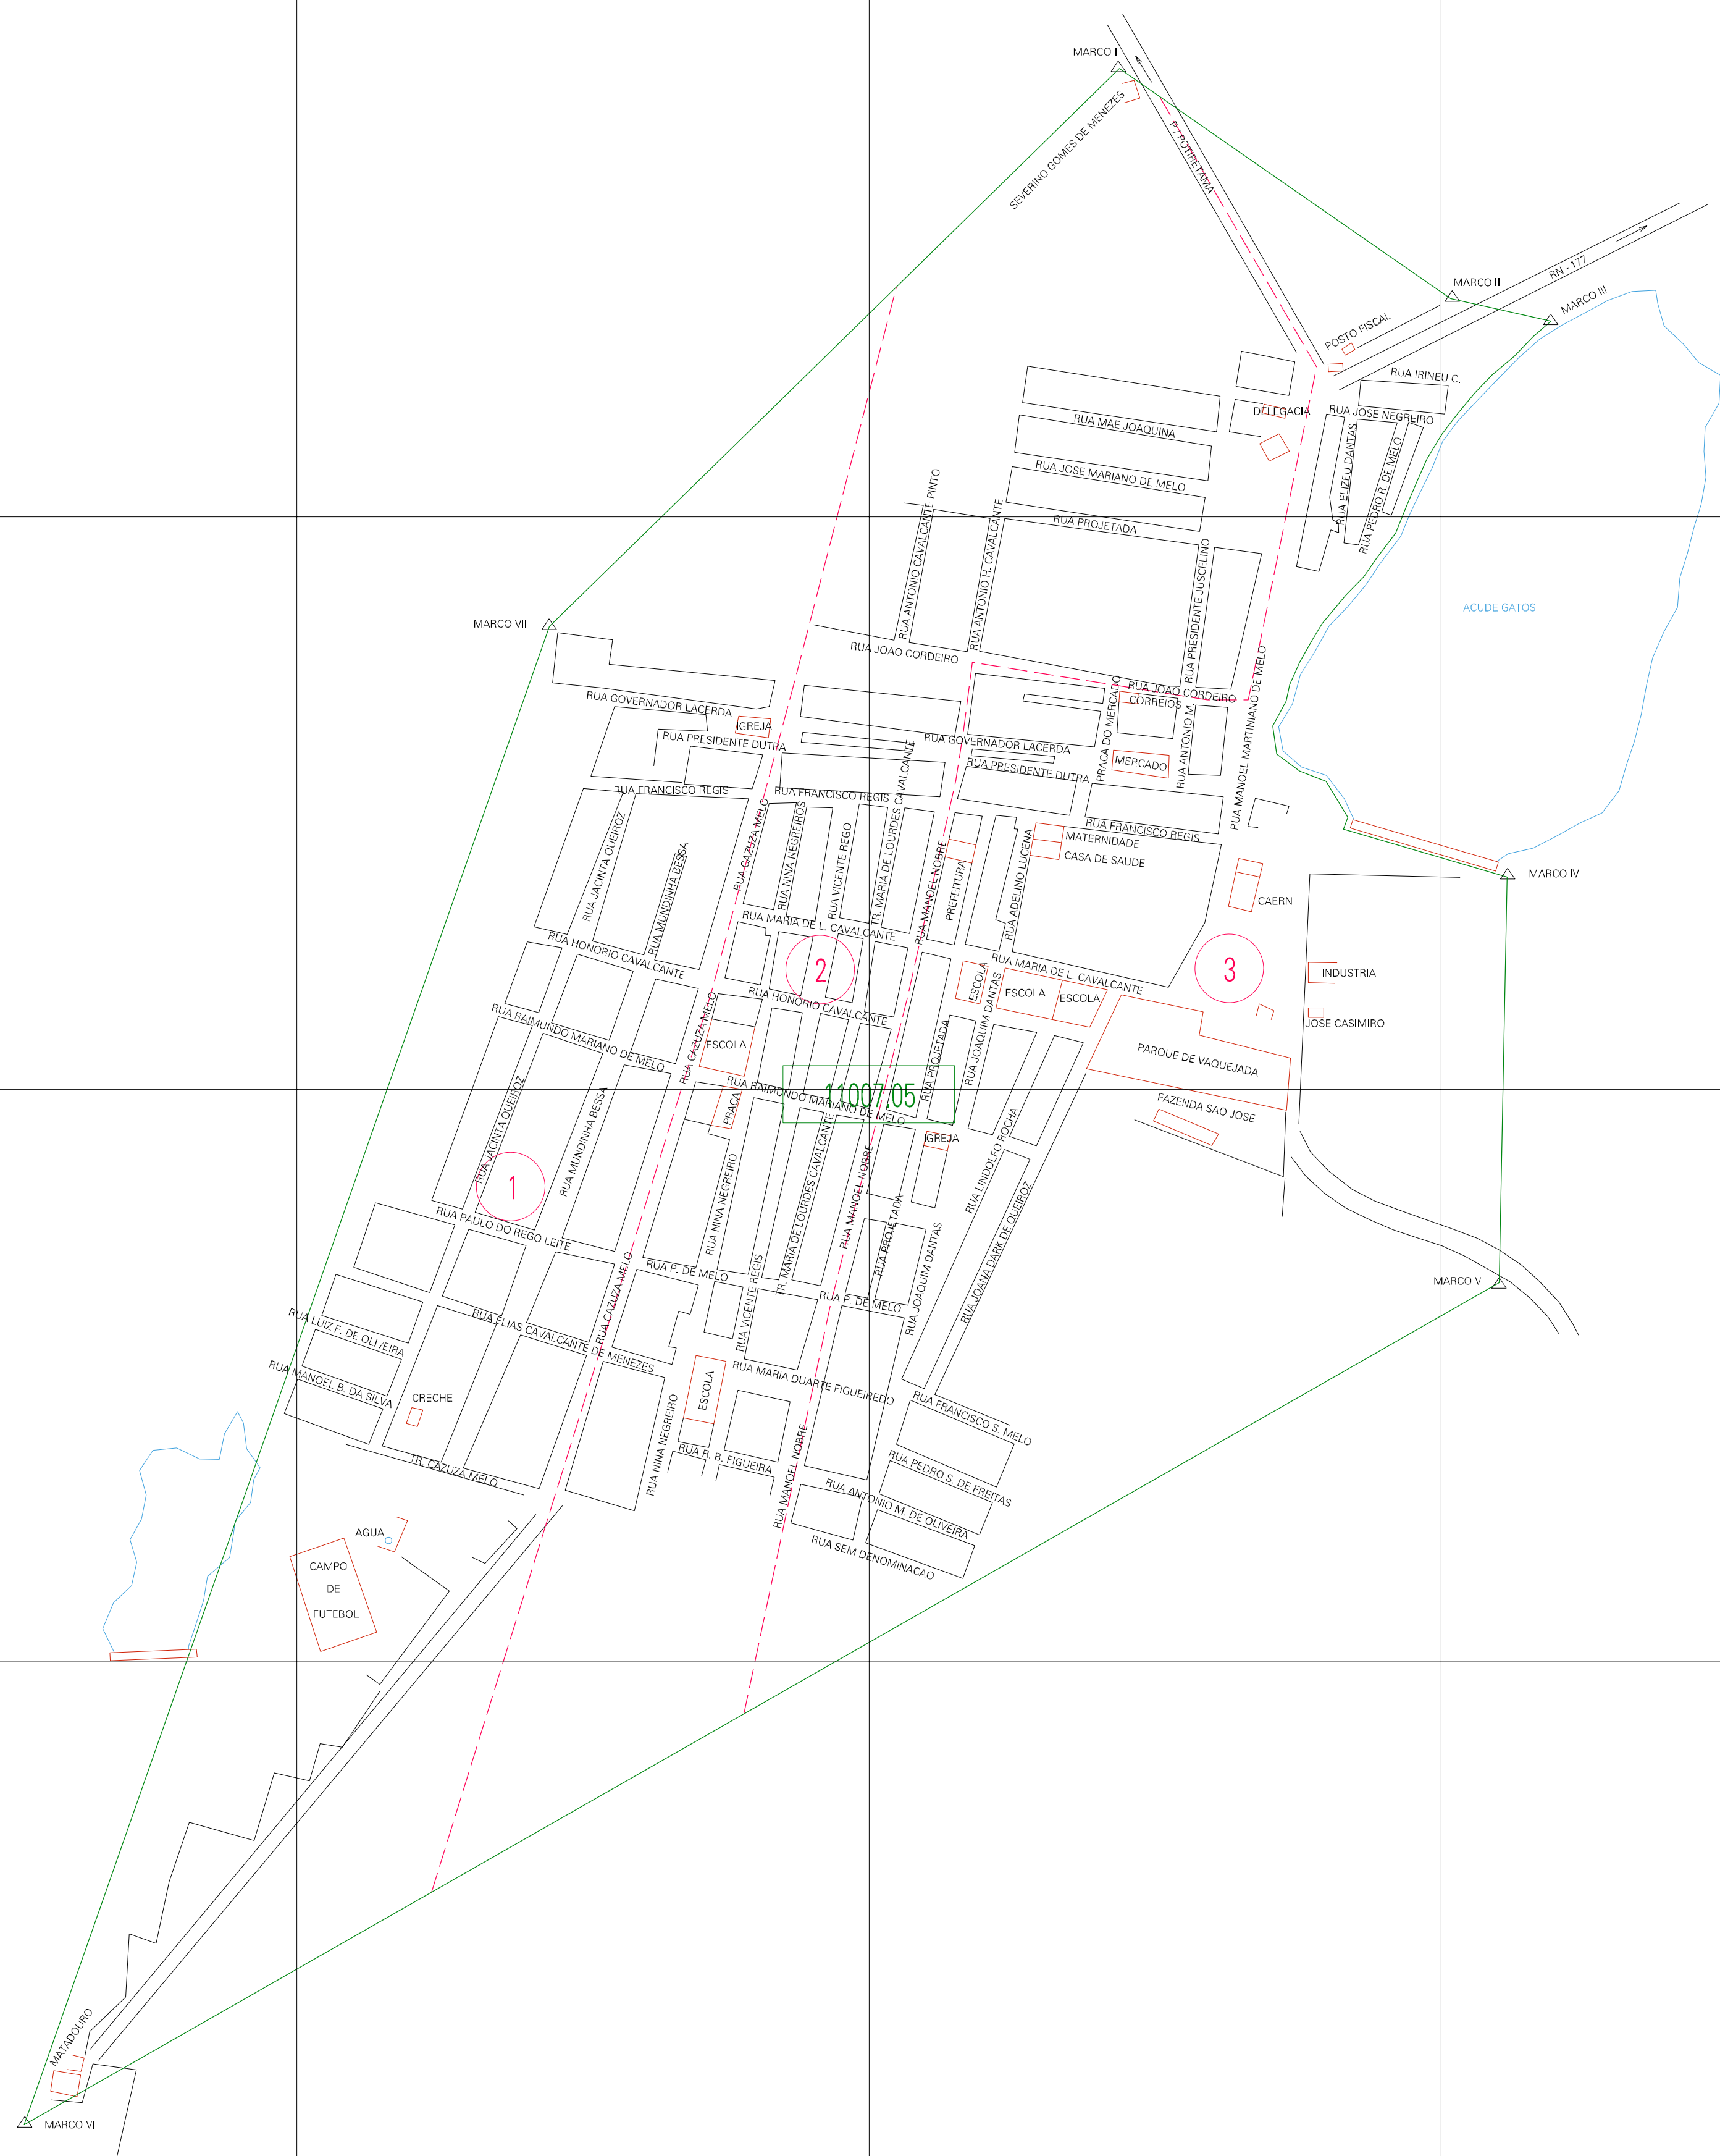 MARCO I
SEVERINO GOMES DE MENEZES
P / POTIRETAMA
MARCO II
RN - 177
MARCO III
POSTO FISCAL
RUA IRINEU C.
DELEGACIA
RUA JOSE NEGREIRO
RUA MAE JOAQUINA
RUA ELIZEU DANTAS
RUA PEDRO R. DE MELO
RUA JOSE MARIANO DE MELO
RUA PROJETADA
RUA ANTONIO CAVALCANTE PINTO
RUA ANTONIO H. CAVALCANTE
RUA PRESIDENTE JUSCELINO
ACUDE GATOS
MARCO VII
RUA JOAO CORDEIRO
RUA JOAO CORDEIRO
CORREIOS
RUA MANOEL MARTINIANO DE MELO
RUA GOVERNADOR LACERDA
IGREJA
RUA PRESIDENTE DUTRA
RUA GOVERNADOR LACERDA
PRACA DO MERCADO
RUA ANTONIO M.
MERCADO
RUA PRESIDENTE DUTRA
RUA FRANCISCO REGIS
RUA FRANCISCO REGIS
RUA FRANCISCO REGIS
RUA JACINTA QUEIROZ
RUA MUNDINHA BESSA
RUA CAZUZA MELO
RUA NINA NEGREIROS
RUA VICENTE REGO
TR. MARIA DE LOURDES CAVALCANTE
RUA MANOEL NOBRE
PREFEITURA
RUA ADELINO LUCENA
MATERNIDADE
CASA DE SAUDE
CAERN
MARCO IV
RUA MARIA DE L. CAVALCANTE
RUA HONORIO CAVALCANTE
2
RUA MARIA DE L. CAVALCANTE
3
INDUSTRIA
ESCOLA
ESCOLA
ESCOLA
RUA HONORIO CAVALCANTE
RUA RAIMUNDO MARIANO DE MELO
RUA CAZUZA MELO
ESCOLA
RUA JOAQUIM DANTAS
RUA PROJETADA
JOSE CASIMIRO
PARQUE DE VAQUEJADA
11007.05
RUA RAIMUNDO MARIANO DE MELO
PRACA
FAZENDA SAO JOSE
IGREJA
RUA JACINTA QUEIROZ
RUA MUNDINHA BESSA
1
RUA NINA NEGREIRO
TR. MARIA DE LOURDES CAVALCANTE
RUA MANOEL NOBRE
RUA PROJETADA
RUA LINDOLFO ROCHA
RUA JOANA DARK DE QUEIROZ
RUA PAULO DO REGO LEITE
RUA P. DE MELO
RUA P. DE MELO
RUA JOAQUIM DANTAS
MARCO V
RUA CAZUZA MELO
RUA VICENTE REGIS
RUA LUIZ F. DE OLIVEIRA
RUA ELIAS CAVALCANTE DE MENEZES
RUA MANOEL B. DA SILVA
CRECHE
ESCOLA
RUA MARIA DUARTE FIGUEIREDO
RUA FRANCISCO S. MELO
TR. CAZUZA MELO
RUA NINA NEGREIRO
RUA R. B. FIGUEIRA
RUA MANOEL NOBRE
RUA PEDRO S. DE FREITAS
RUA ANTONIO M. DE OLIVEIRA
RUA SEM DENOMINACAO
AGUA
CAMPO
DE
FUTEBOL
MATADOURO
MARCO VI